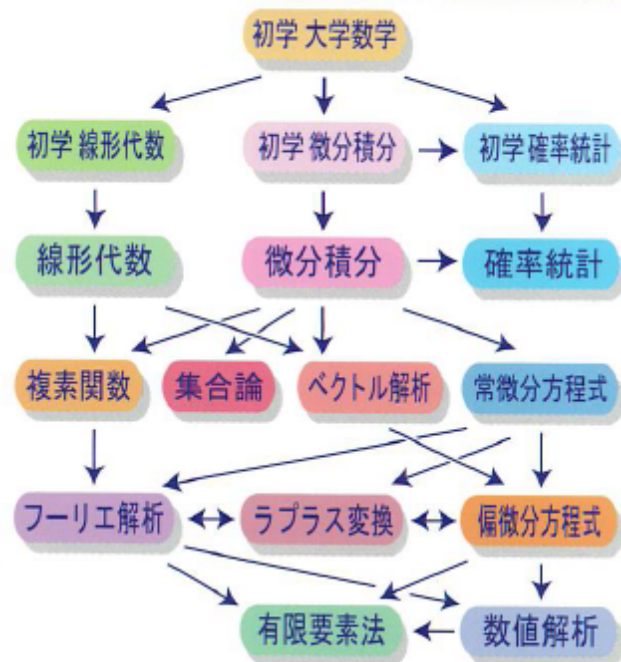 初学 大学数学
初学 線形代数
初学 微分積分
初学 確率統計
線形代数
微分積分
確率統計
複素関数
集合論
ベクトル解析
常微分方程式
フーリエ解析
ラプラス変換
偏微分方程式
有限要素法
数値解析